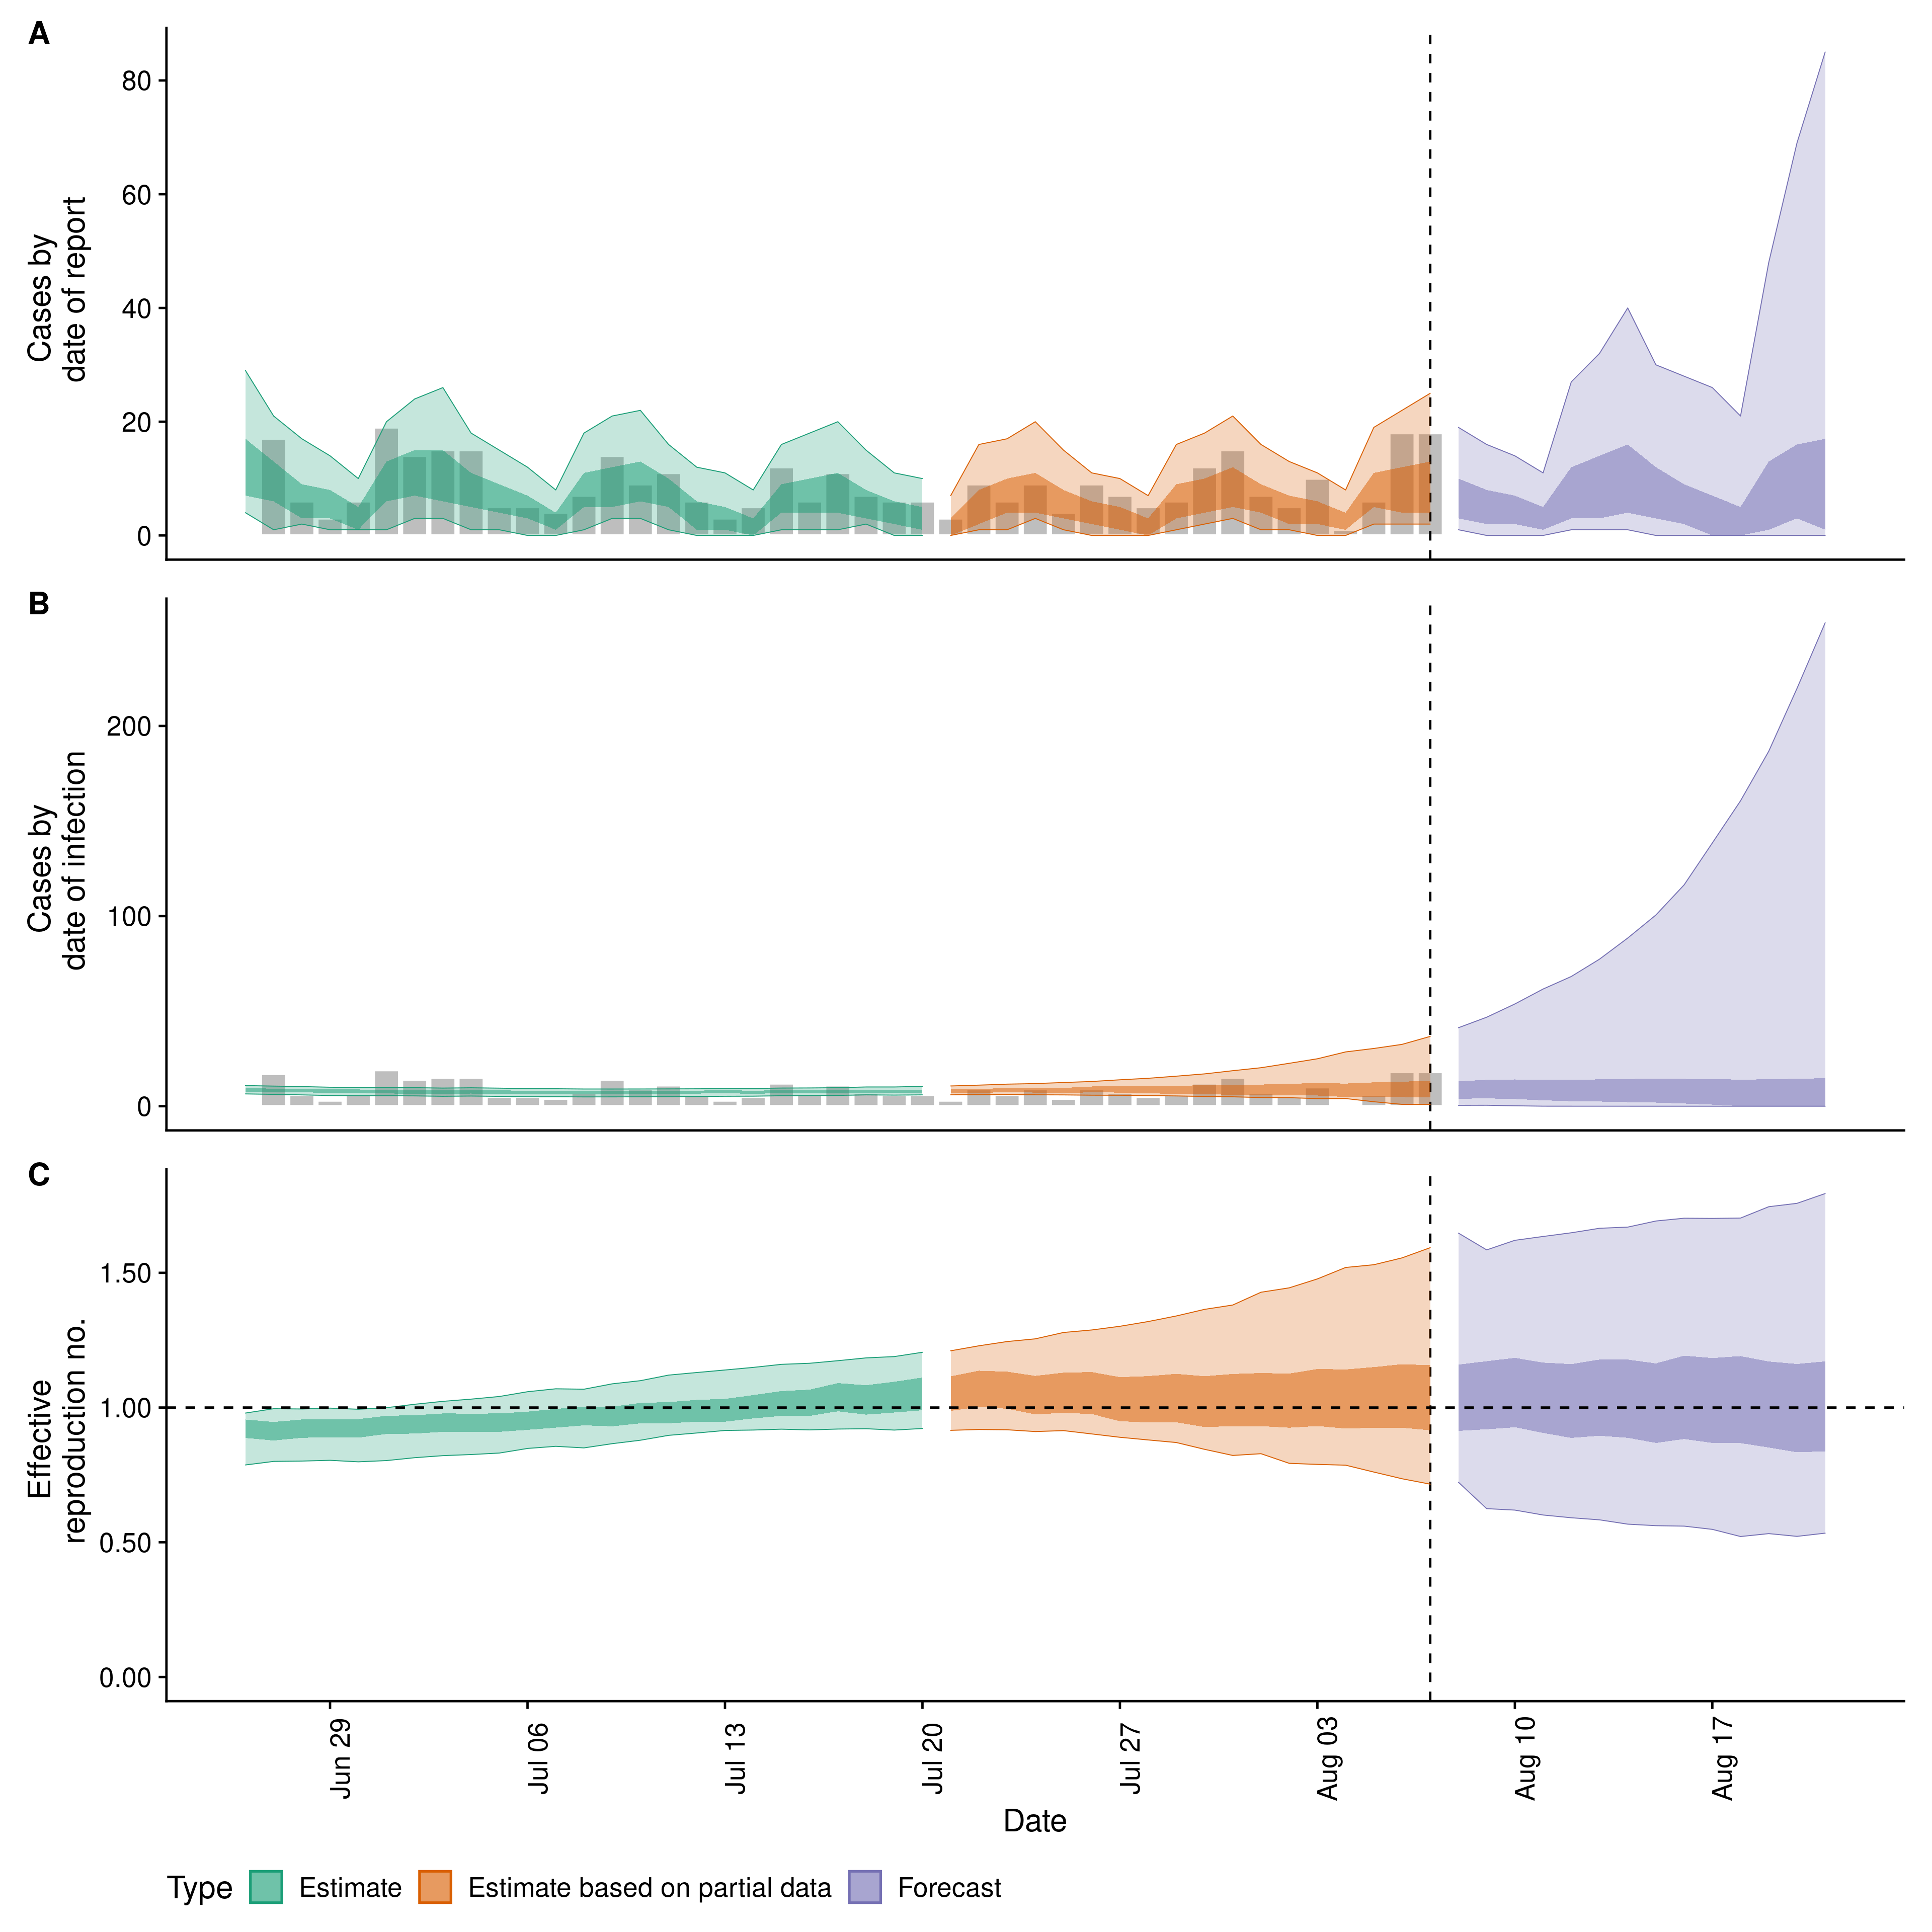 A
80
60
40
20
0
Cases by
date of report
B
200
100
0
Cases by
date of infection
C
1.50
1.00
0.50
0.00
Effective
reproduction no.
Jun 29
Jul 06
Jul 13
Jul 20
Jul 27
Aug 03
Aug 10
Aug 17
Date
Type Estimate Estimate based on partial data Forecast